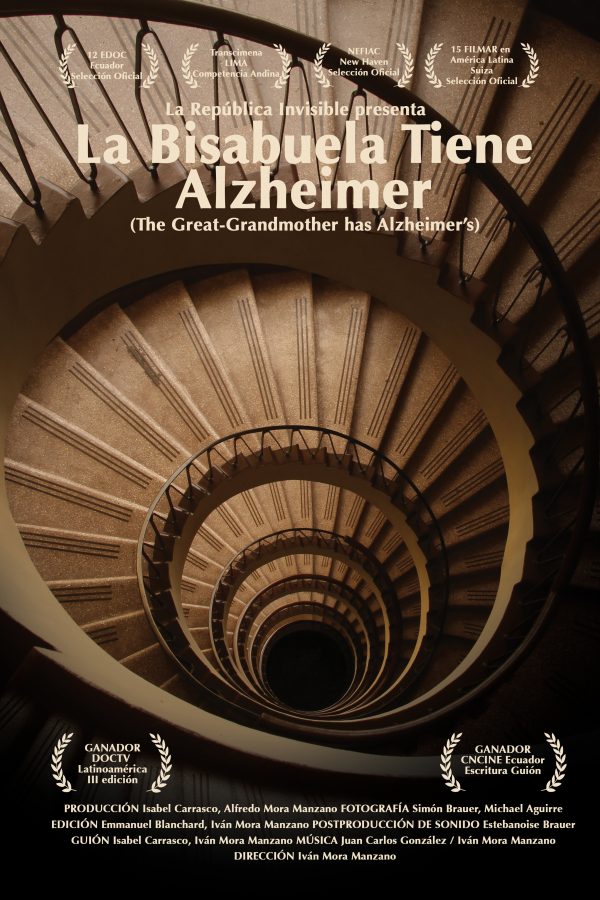 12 EDOC
Ecuador
Selección Oficial
Transcimena
LIMA
Competencia Andina
NEFIAC
New Haven
Selección Oficial
15 FILMAR en
América Latina
Suiza
Selección Oficial
La República Invisible presenta
La Bisabuela Tiene
Alzheimer
(The Great-Grandmother has Alzheimer's)
GANADOR
DOCTV
Latinoamérica
III edición
GANADOR
CNCINE Ecuador
Escritura Guión
PRODUCCIÓN Isabel Carrasco, Alfredo Mora Manzano FOTOGRAFÍA Simón Brauer, Michael Aguirre
EDICIÓN Emmanuel Blanchard, Iván Mora Manzano POSTPRODUCCIÓN DE SONIDO Estebanoise Brauer
GUIÓN Isabel Carrasco, Iván Mora Manzano MÚSICA Juan Carlos González / Iván Mora Manzano
DIRECCIÓN Iván Mora Manzano